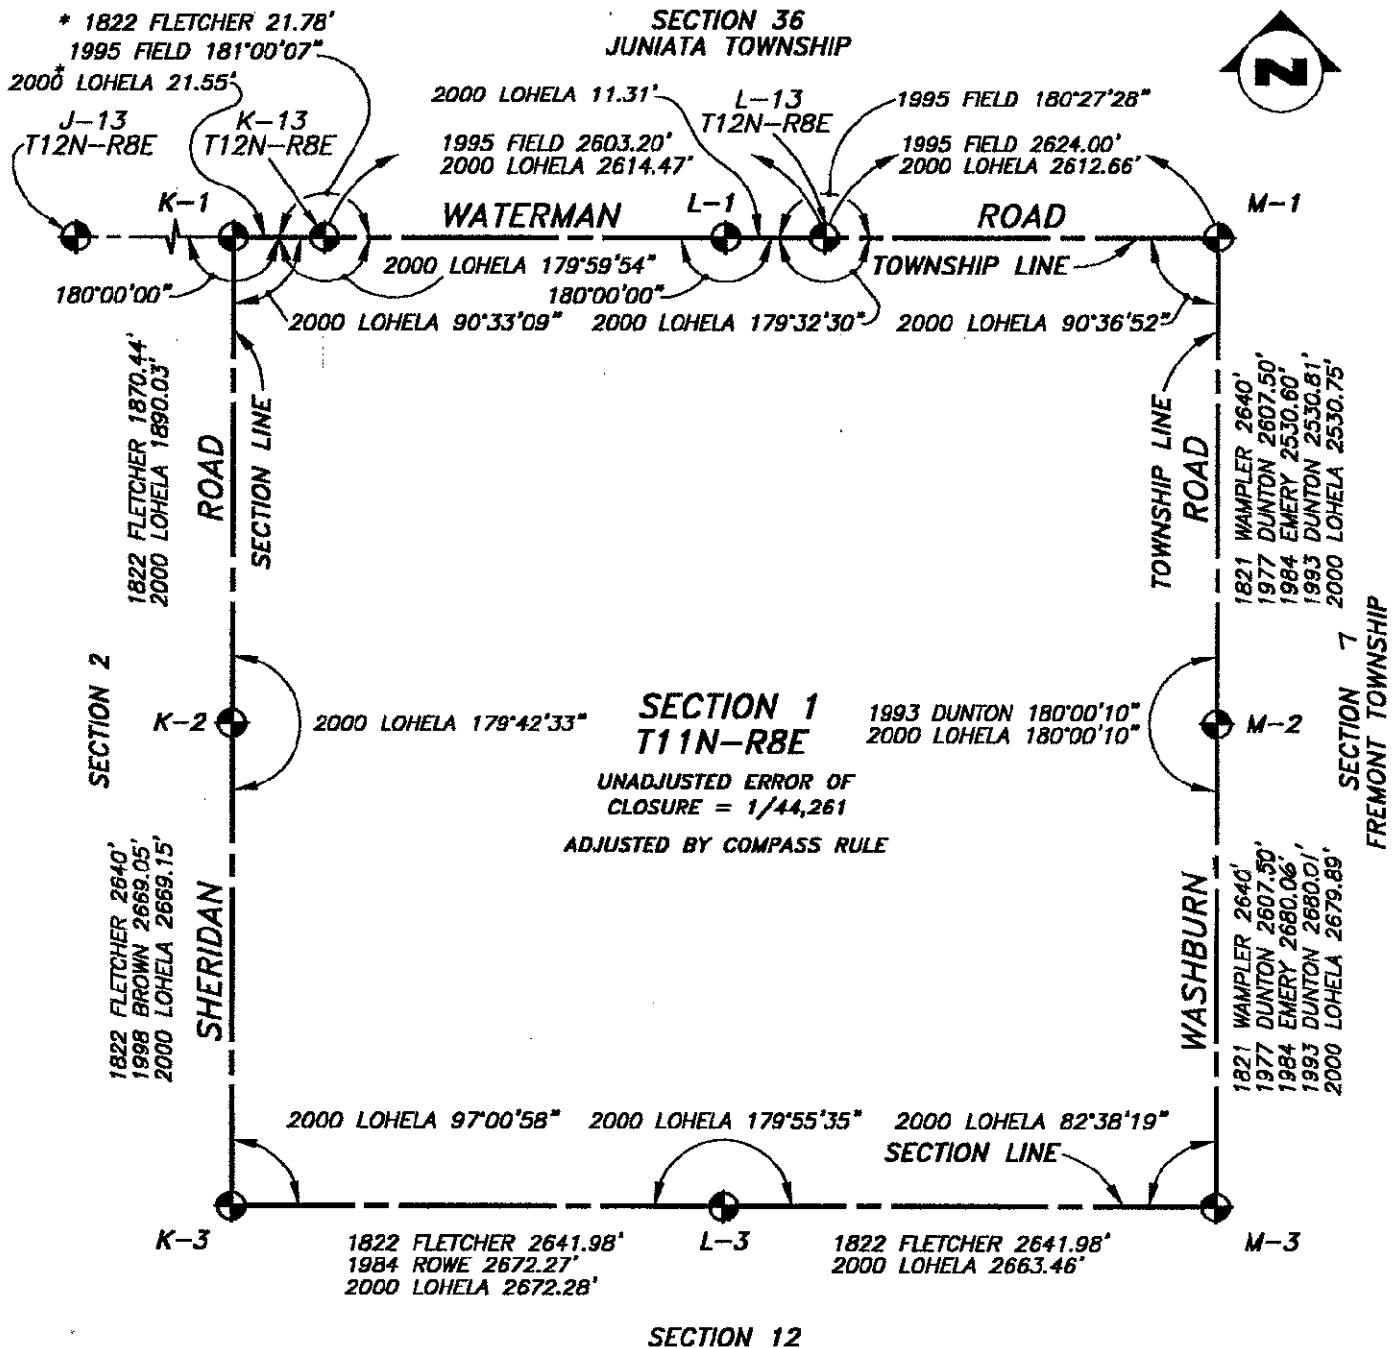 * 1822 FLETCHER 21.78'
1995 FIELD 181°00'07"
2000* LOHELA 21.55'
SECTION 36
JUNIATA TOWNSHIP
N
J-13
T12N-R8E
K-13
T12N-R8E
2000 LOHELA 11.31'
L-13
T12N-R8E
1995 FIELD 180°27'28"
1995 FIELD 2603.20'
2000 LOHELA 2614.47'
1995 FIELD 2624.00'
2000 LOHELA 2612.66'
K-1
WATERMAN
L-1
ROAD
M-1
2000 LOHELA 179°59'54"
TOWNSHIP LINE
180°00'00"
180°00'00"
2000 LOHELA 90°33'09"
2000 LOHELA 179°32'30"
2000 LOHELA 90°36'52"
1822 FLETCHER 1870.44'
2000 LOHELA 1890.03'
ROAD
SECTION LINE
TOWNSHIP LINE
ROAD
1821 WAMPLER 2640'
1977 DUNTON 2607.50'
1984 EMERY 2530.60'
1993 DUNTON 2530.81'
2000 LOHELA 2530.75'
SECTION 2
K-2
2000 LOHELA 179°42'33"
SECTION 1
T11N-R8E
UNADJUSTED ERROR OF
CLOSURE = 1/44,261
ADJUSTED BY COMPASS RULE
1993 DUNTON 180°00'10"
2000 LOHELA 180°00'10"
M-2
SECTION 7
FREMONT TOWNSHIP
1822 FLETCHER 2640'
1998 BROWN 2669.05'
2000 LOHELA 2669.15'
SHERIDAN
WASHBURN
1821 WAMPLER 2640'
1977 DUNTON 2607.50'
1984 EMERY 2680.06'
1993 DUNTON 2680.01'
2000 LOHELA 2679.89'
2000 LOHELA 97°00'58"
2000 LOHELA 179°55'35"
2000 LOHELA 82°38'19"
SECTION LINE
K-3
1822 FLETCHER 2641.98'
1984 ROWE 2672.27'
2000 LOHELA 2672.28'
L-3
1822 FLETCHER 2641.98'
2000 LOHELA 2663.46'
M-3
SECTION 12